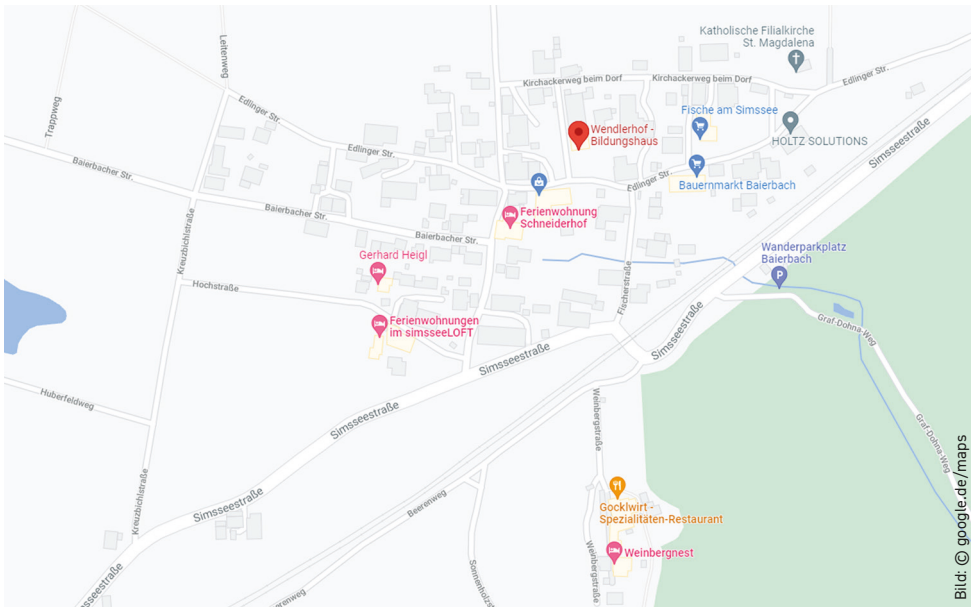 Katholische Filialkirche
St. Magdalena
Leitenweg
Trappweg
Kirchackerweg beim Dorf
Kirchackerweg beim Dorf
Edlinger Str.
Edlinger Str.
Fische am Simssee
Wendlerhof -
Bildungshaus
HOLTZ SOLUTIONS
Simsseestraße
Edlinger Str.
Baierbacher Str.
Edlinger Str.
Bauernmarkt Baierbach
Baierbacher Str.
Ferienwohnung
Schneiderhof
Baierbacher Str.
Kreuzbichlstraße
Gerhard Heigl
Wanderparkplatz
Baierbach
P
Hochstraße
Fischerstraße
Ferienwohnungen
im simsseeLOFT
Simsseestraße
Simsseestraße
Graf-Dohna-Weg
Huberfeldweg
Simsseestraße
Weinbergstraße
Graf-Dohna-Weg
Kreuzbichlstraße
Simsseestraße
Beerenweg
Gocklwirt -
Spezialitäten-Restaurant
Weinbergnest
Weinbergstraße
Simsseestraße
Bild: © google.de/maps